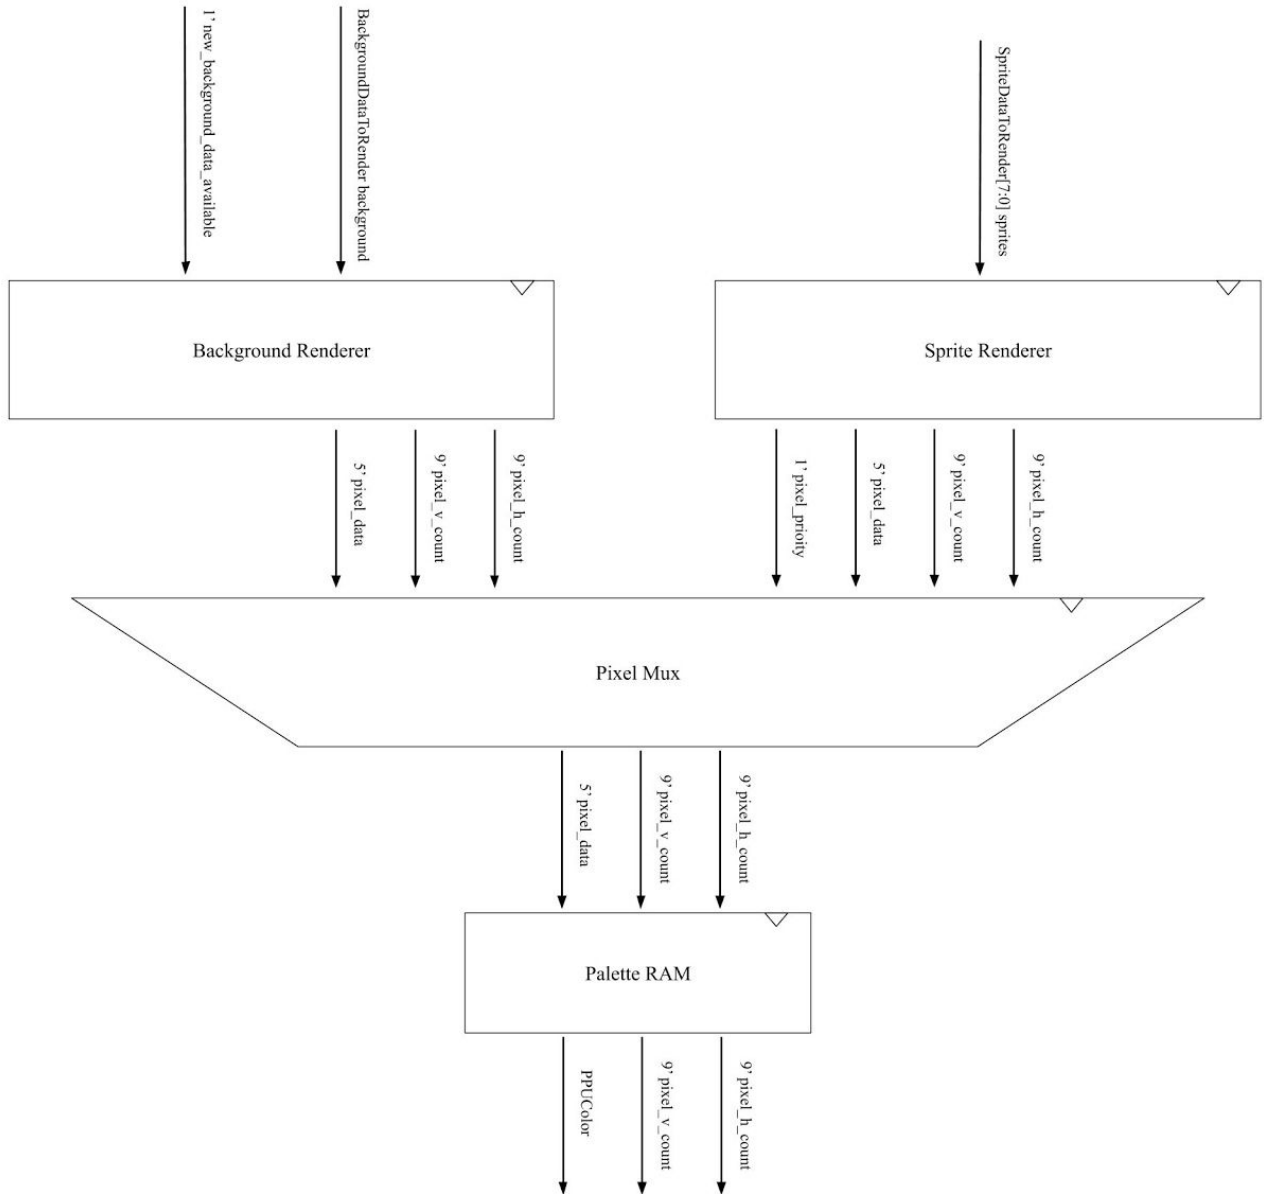 1' new_background_data_available
BackgroundDataToRender background
SpriteDataToRender[7:0] sprites
Background Renderer
Sprite Renderer
5' pixel_data
9' pixel_v_count
9' pixel_h_count
1' pixel_prioity
5' pixel_data
9' pixel_v_count
9' pixel_h_count
Pixel Mux
5' pixel_data
9' pixel_v_count
9' pixel_h_count
Palette RAM
PPUColor
9' pixel_v_count
9' pixel_h_count